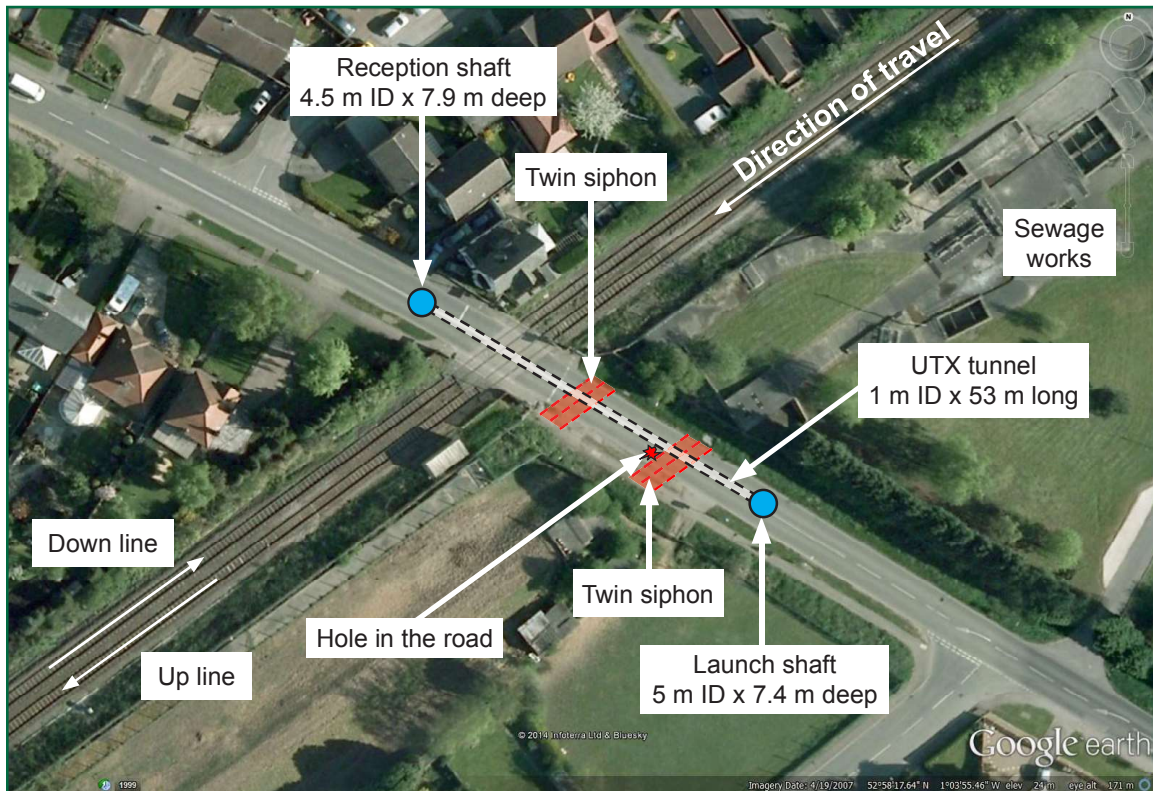 N
Reception shaft
4.5 m ID x 7.9 m deep
Direction of travel
Twin siphon
Sewage
works
UTX tunnel
1 m ID x 53 m long
Down line
Twin siphon
Hole in the road
Up line
Launch shaft
5 m ID x 7.4 m deep
© 2014 Infoterra Ltd & Bluesky
Google earth
1999
Imagery Date: 4/19/2007 52°58'17.64" N 1°03'55.46" W elev 24 m eye alt 171 m